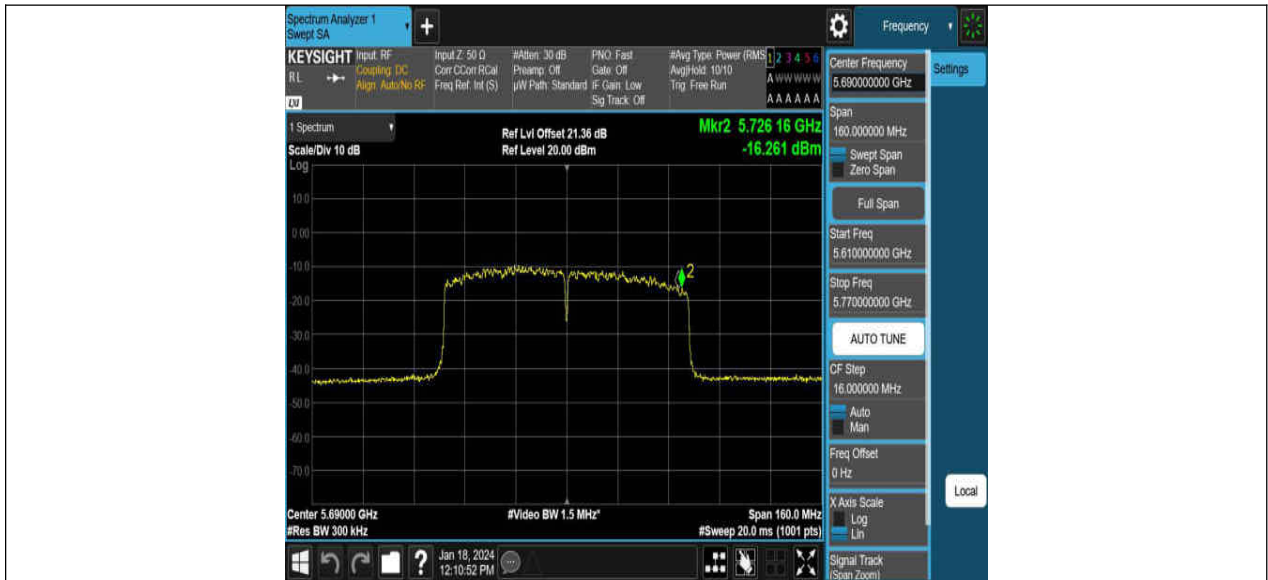 Spectrum Analyzer 1
Swept SA
+
Frequency
KEYSIGHT
RL
Input: RF
Coupling: DC
Align: Auto/No RF
Input Z: 50 Ω
Corr CCorr RCal
Freq Ref: Int (S)
#Atten: 30 dB
Preamp: Off
µW Path: Standard
PNO: Fast
Gate: Off
IF Gain: Low
Sig Track: Off
#Avg Type: Power (RMS
Avg|Hold: 10/10
Trig: Free Run
1 2 3 4 5 6
A W W W W W
A A A A A A
Center Frequency
5.690000000 GHz
Settings
1 Spectrum
Scale/Div 10 dB
Log
Ref Lvl Offset 21.36 dB
Ref Level 20.00 dBm
Mkr2 5.726 16 GHz
-16.261 dBm
Span
160.000000 MHz
Swept Span
Zero Span
Full Span
Start Freq
5.610000000 GHz
Stop Freq
5.770000000 GHz
AUTO TUNE
CF Step
16.000000 MHz
Auto
Man
Freq Offset
0 Hz
X Axis Scale
Log
Lin
Signal Track
(Span Zoom)
Local
10.0
0.00
-10.0
-20.0
-30.0
-40.0
-50.0
-60.0
-70.0
2
Center 5.69000 GHz
#Res BW 300 kHz
#Video BW 1.5 MHz*
Span 160.0 MHz
#Sweep 20.0 ms (1001 pts)
?
Jan 18, 2024
12:10:52 PM